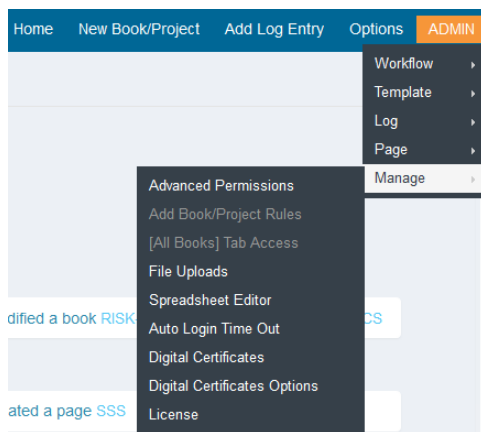 Home New Book/Project Add Log Entry Options ADMIN
Workflow
Template
Log
Page
Manage
Advanced Permissions
Add Book/Project Rules
[All Books] Tab Access
File Uploads
Spreadsheet Editor
dified a book RISK- CS
Auto Login Time Out
Digital Certificates
Digital Certificates Options
ated a page SSS
License